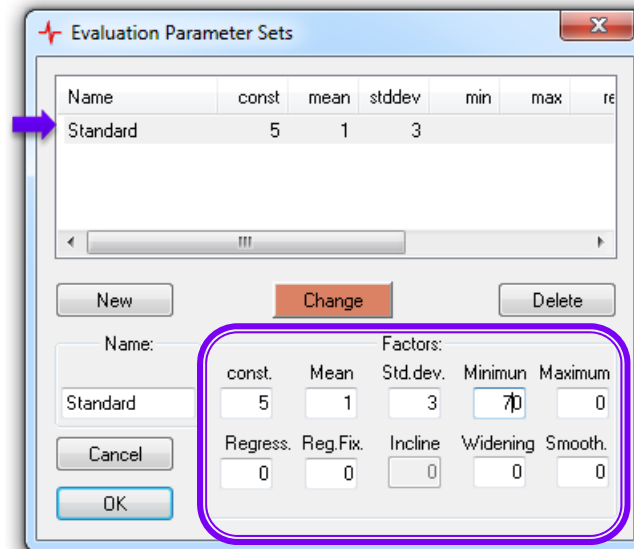 Evaluation Parameter Sets
Name const mean stddev min max re
Standard 5 1 3
New Change Delete
Name: Factors:
const. Mean Std.dev. Minimun Maximum
Standard 5 1 3 70 0
Cancel Regress. Reg.Fix. Incline Widening Smooth.
0 0 0 0 0
OK